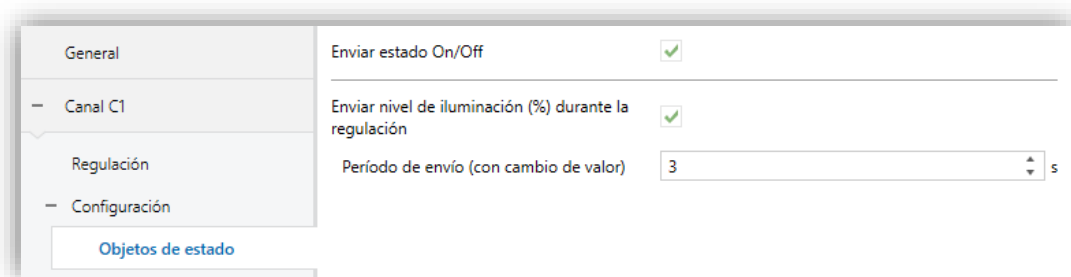 General
Canal C1
Regulación
Configuración
Objetos de estado
Enviar estado On/Off
Enviar nivel de iluminación (%) durante la
regulación
Período de envío (con cambio de valor)
3
s